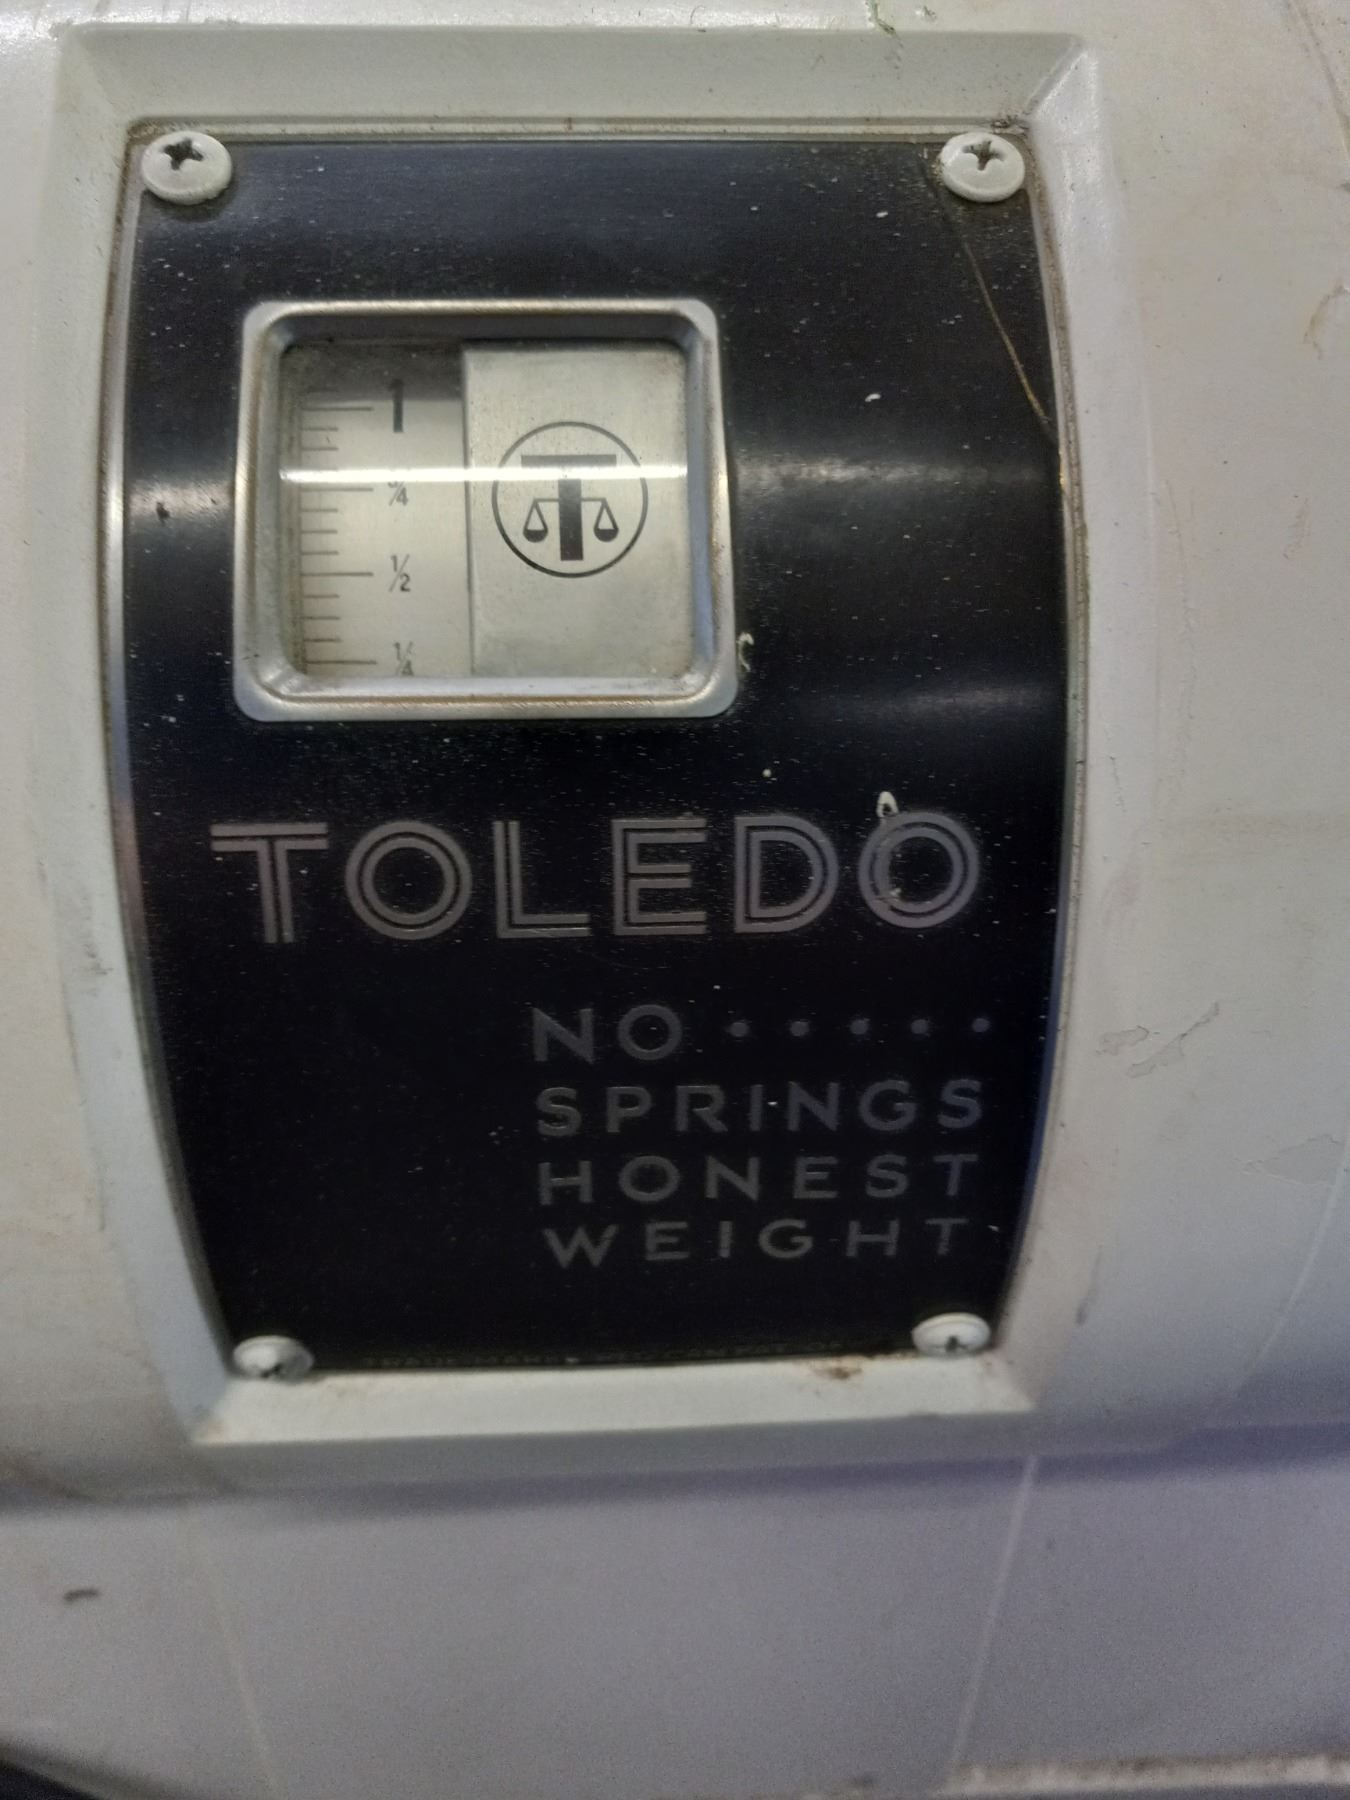 1
3/4
1/2
1/4
T
TOLEDO
NO • • • • •
SPRINGS
HONEST
WEIGHT